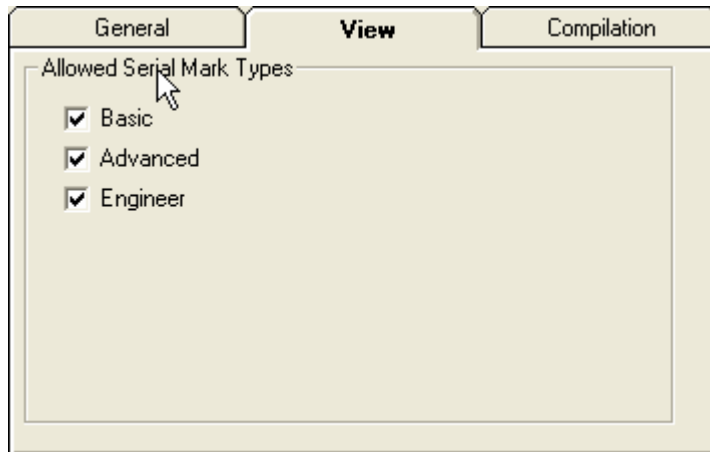 General View Compilation
Allowed Serial Mark Types
Basic
Advanced
Engineer